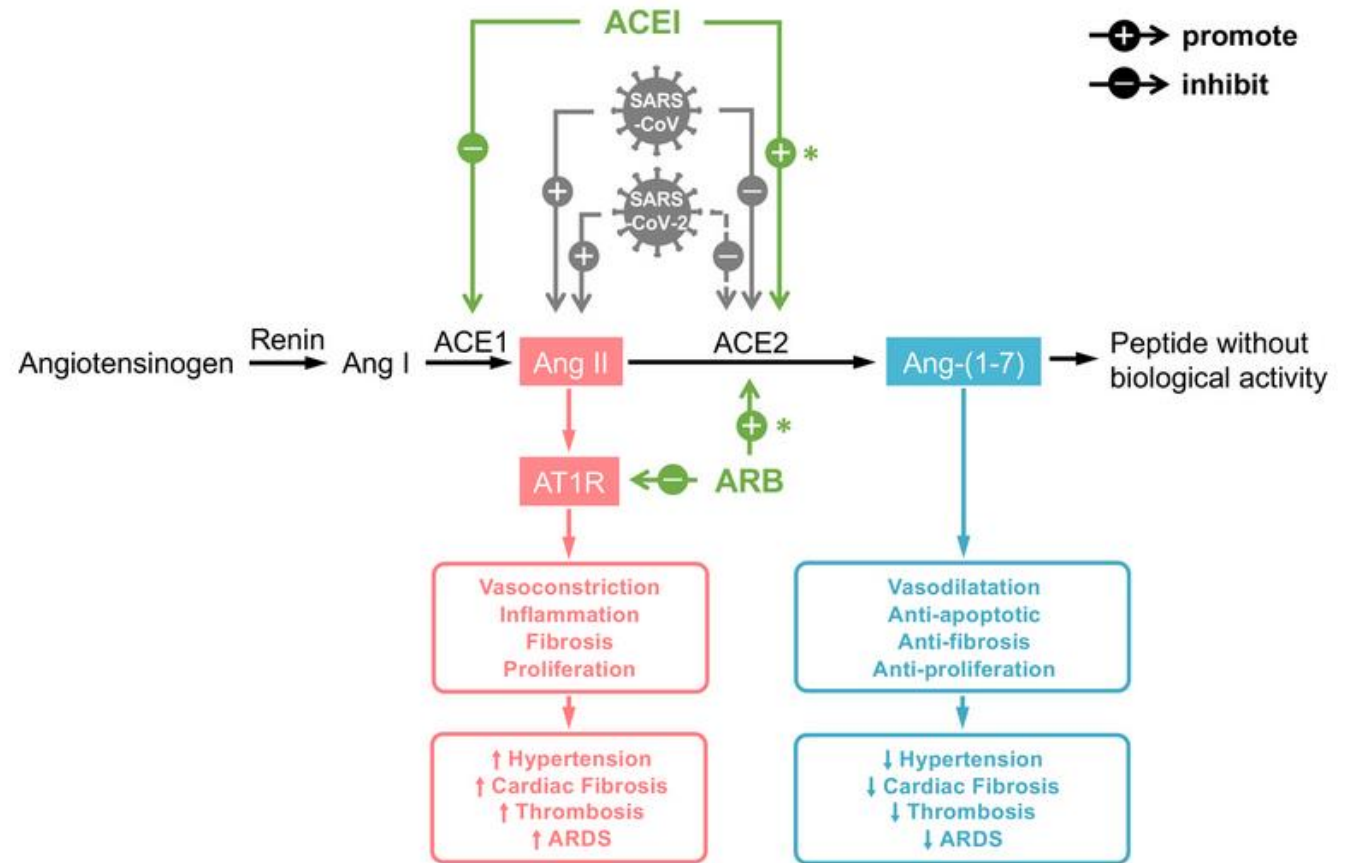 ACEI
promote
inhibit
SARS
-CoV
*
SARS
-CoV-2
Angiotensinogen
Renin
Ang I
ACE1
Ang II
ACE2
Ang-(1-7)
Peptide without
biological activity
*
AT1R
ARB
Vasoconstriction
Inflammation
Fibrosis
Proliferation
Vasodilatation
Anti-apoptotic
Anti-fibrosis
Anti-proliferation
↑ Hypertension
↑ Cardiac Fibrosis
↑ Thrombosis
↑ ARDS
↓ Hypertension
↓ Cardiac Fibrosis
↓ Thrombosis
↓ ARDS